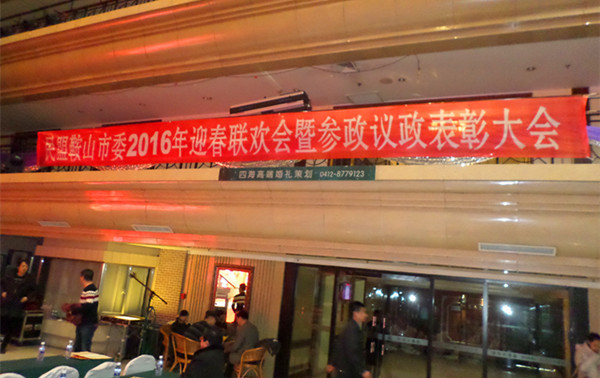 民盟鞍山市委2016年迎春联欢会暨参政议政表彰大会
四海高端婚礼策划 0412-8779123